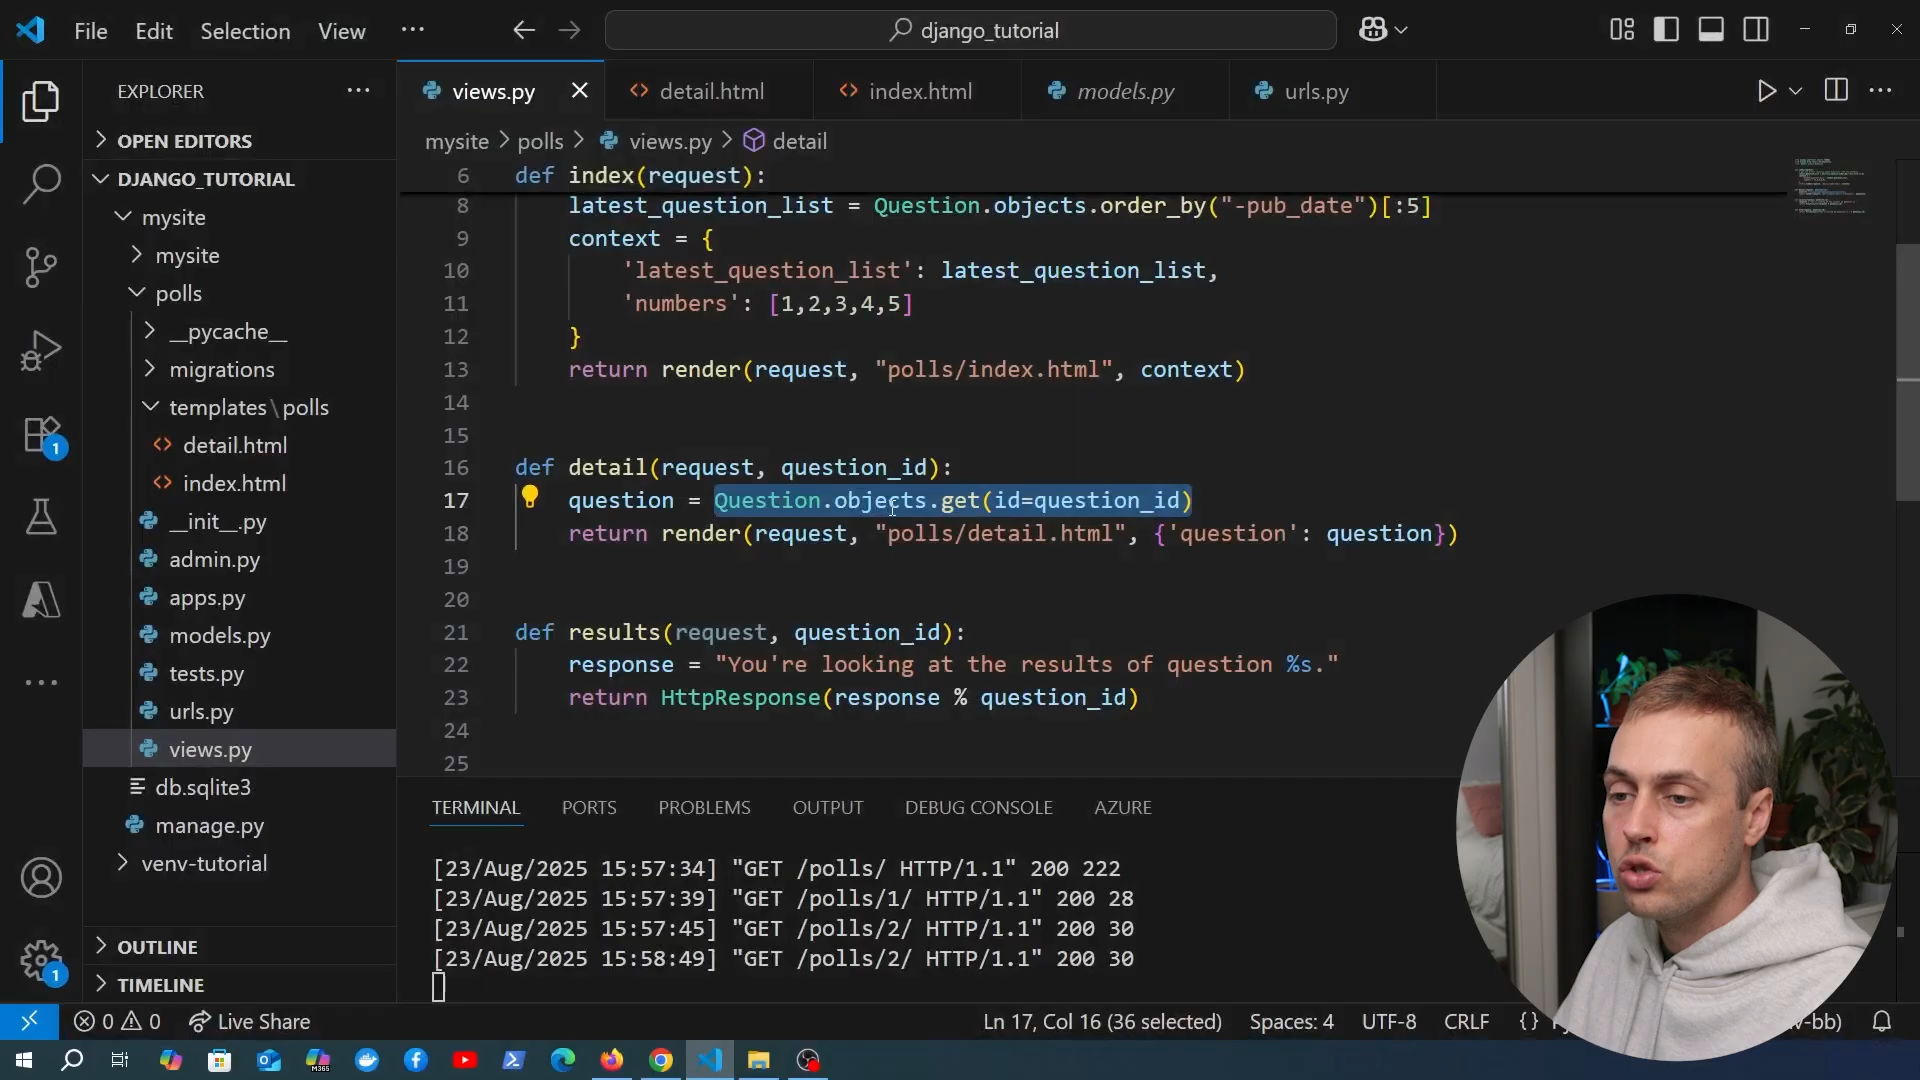 File Edit Selection View ···
django_tutorial
EXPLORER
OPEN EDITORS
DJANGO_TUTORIAL
mysite
mysite
polls
__pycache__
migrations
templates\polls
detail.html
index.html
__init__.py
admin.py
apps.py
models.py
tests.py
urls.py
views.py
db.sqlite3
manage.py
venv-tutorial
OUTLINE
TIMELINE
1
1
views.py detail.html index.html models.py urls.py
mysite > polls > views.py > detail
6 def index(request):
8 latest_question_list = Question.objects.order_by("-pub_date")[:5]
9 context = {
10 'latest_question_list': latest_question_list,
11 'numbers': [1,2,3,4,5]
12 }
13 return render(request, "polls/index.html", context)
14
15
16 def detail(request, question_id):
17 question = Question.objects.get(id=question_id)
18 return render(request, "polls/detail.html", {'question': question})
19
20
21 def results(request, question_id):
22 response = "You're looking at the results of question %s."
23 return HttpResponse(response % question_id)
24
25
TERMINAL PORTS PROBLEMS OUTPUT DEBUG CONSOLE AZURE
[23/Aug/2025 15:57:34] "GET /polls/ HTTP/1.1" 200 222
[23/Aug/2025 15:57:39] "GET /polls/1/ HTTP/1.1" 200 28
[23/Aug/2025 15:57:45] "GET /polls/2/ HTTP/1.1" 200 30
[23/Aug/2025 15:58:49] "GET /polls/2/ HTTP/1.1" 200 30
0 0 Live Share Ln 17, Col 16 (36 selected) Spaces: 4 UTF-8 CRLF {}
M365